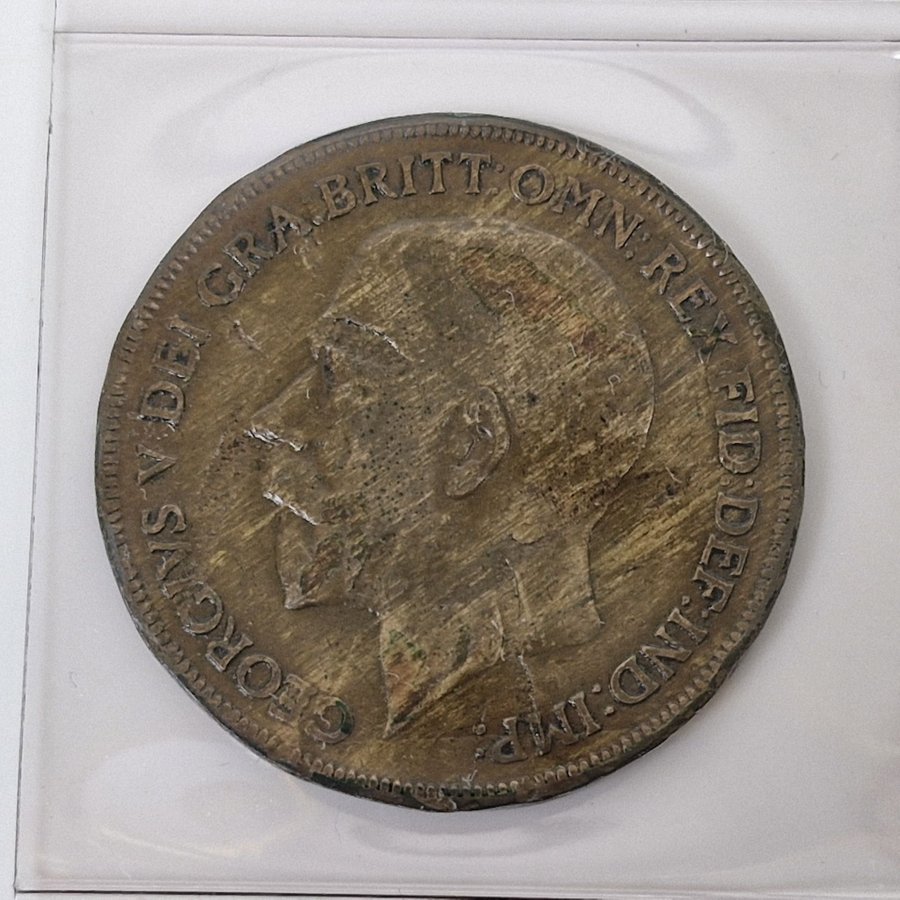 GEORGIVS V DEI GRA:BRITT:OMN:REX FID:DEF:IND:IMP: